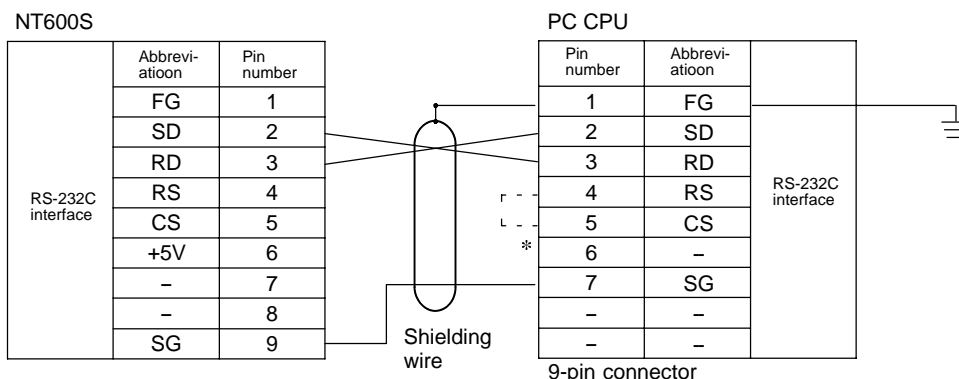 NT600S PC CPU
Abbrevi-
atioon Pin
number Pin
number Abbrevi-
atioon
FG 1 1 FG
SD 2 2 SD
RD 3 3 RD
RS-232C
interface RS 4 4 RS RS-232C
interface
CS 5 5 CS
+5V 6 * 6 –
– 7 7 SG
– 8 – –
SG 9 – –
Shielding
wire
9-pin connector